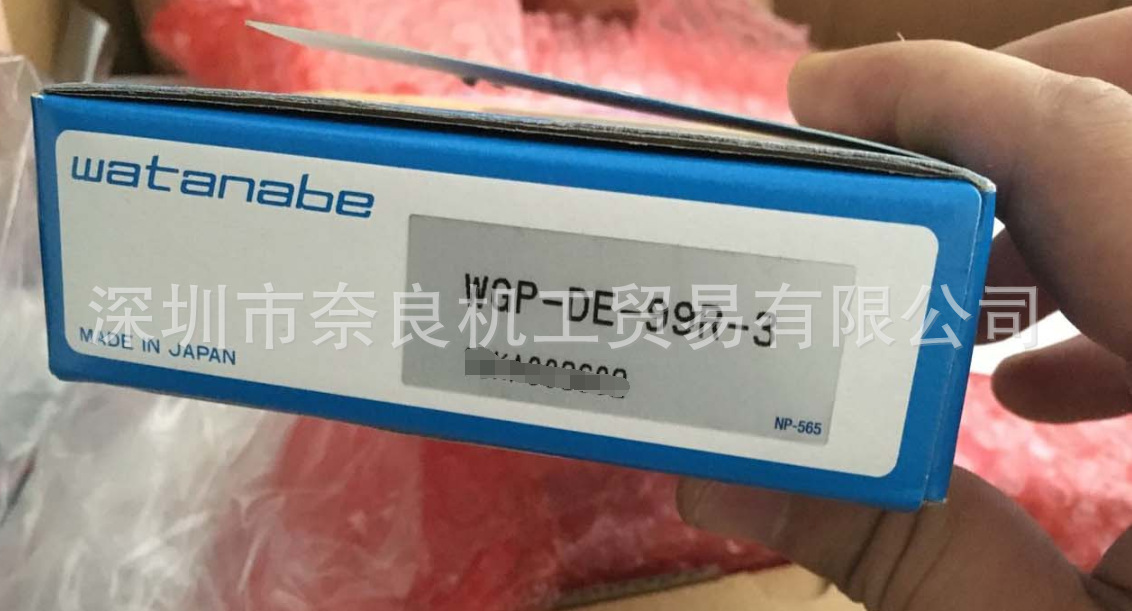 watanabe
WGP-DE-99R-3
深圳市奈良机工贸易有限公司
MADE IN JAPAN
NP-565